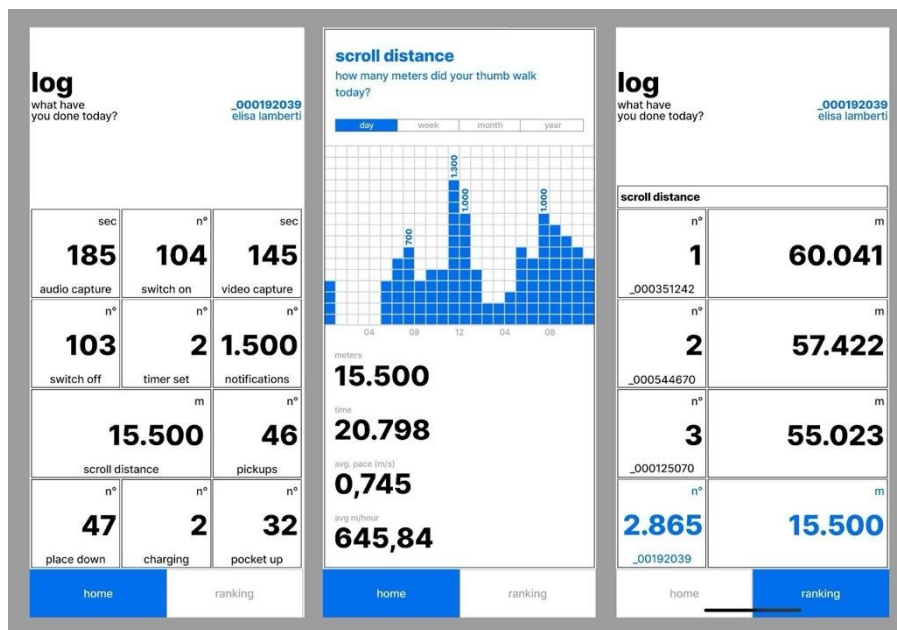 log
what have
you done today?
_000192039
elisa lamberti
sec
185
audio capture
n°
104
switch on
sec
145
video capture
n°
103
switch off
n°
2
timer set
n°
1.500
notifications
m
15.500
scroll distance
n°
46
pickups
n°
47
place down
n°
2
charging
n°
32
pocket up
home
ranking
scroll distance
how many meters did your thumb walk
today?
day
week
month
year
700
1.300
1.000
1.000
04
08
12
04
08
meters
15.500
time
20.798
avg. pace (m/s)
0,745
avg m/hour
645,84
home
ranking
log
what have
you done today?
_000192039
elisa lamberti
scroll distance
n°
1
_000351242
m
60.041
n°
2
_000544670
m
57.422
n°
3
_000125070
m
55.023
n°
2.865
_00192039
m
15.500
home
ranking